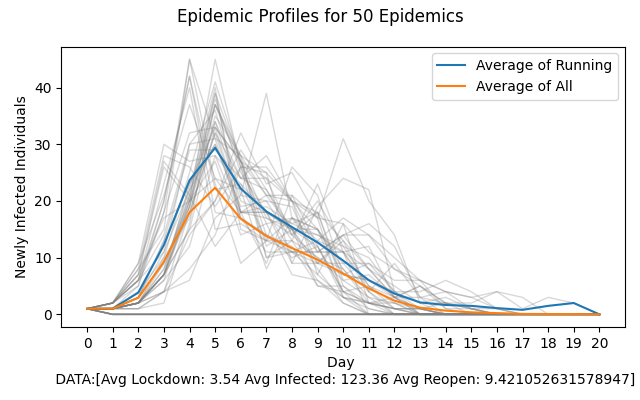 Epidemic Profiles for 50 Epidemics
Average of Running
Average of All
Newly Infected Individuals
40
30
20
10
0
0 1 2 3 4 5 6 7 8 9 10 11 12 13 14 15 16 17 18 19 20
Day
DATA:[Avg Lockdown: 3.54 Avg Infected: 123.36 Avg Reopen: 9.421052631578947]